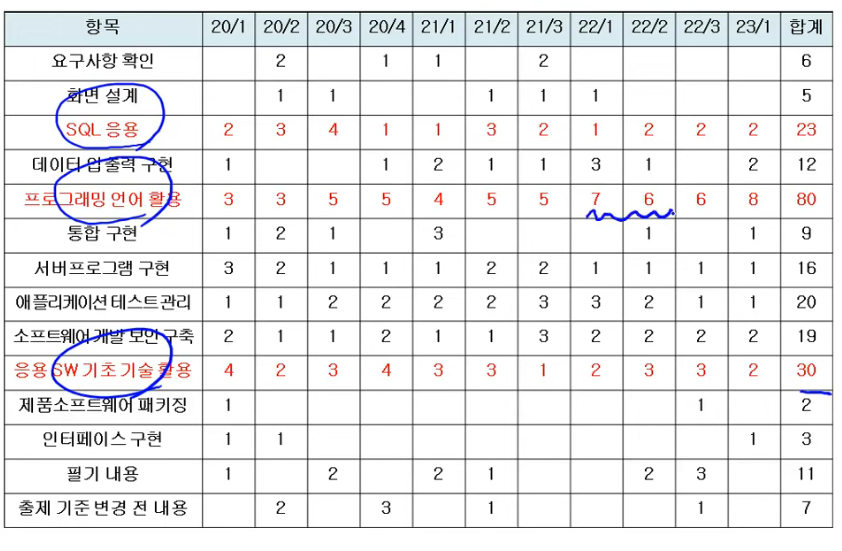 항목 20/1 20/2 20/3 20/4 21/1 21/2 21/3 22/1 22/2 22/3 23/1 합계
요구사항 확인 2 1 1 2 6
화면 설계 1 1 1 1 1 5
SQL 응용 2 3 4 1 1 3 2 1 2 2 2 23
데이터 입출력 구현 1 1 2 1 1 3 1 2 12
프로그래밍 언어 활용 3 3 5 5 4 5 5 7 6 6 8 80
통합 구현 1 2 1 3 1 1 9
서버프로그램 구현 3 2 1 1 1 2 2 1 1 1 1 16
애플리케이션 테스트 관리 1 1 2 2 2 2 3 3 2 1 1 20
소프트웨어 개발 보안 구축 2 1 1 2 1 1 3 2 2 2 2 19
응용 SW 기초 기술 활용 4 2 3 4 3 3 1 2 3 3 2 30
제품소프트웨어 패키징 1 1 2
인터페이스 구현 1 1 1 3
필기 내용 1 2 2 1 2 3 11
출제 기준 변경 전 내용 2 3 1 1 7